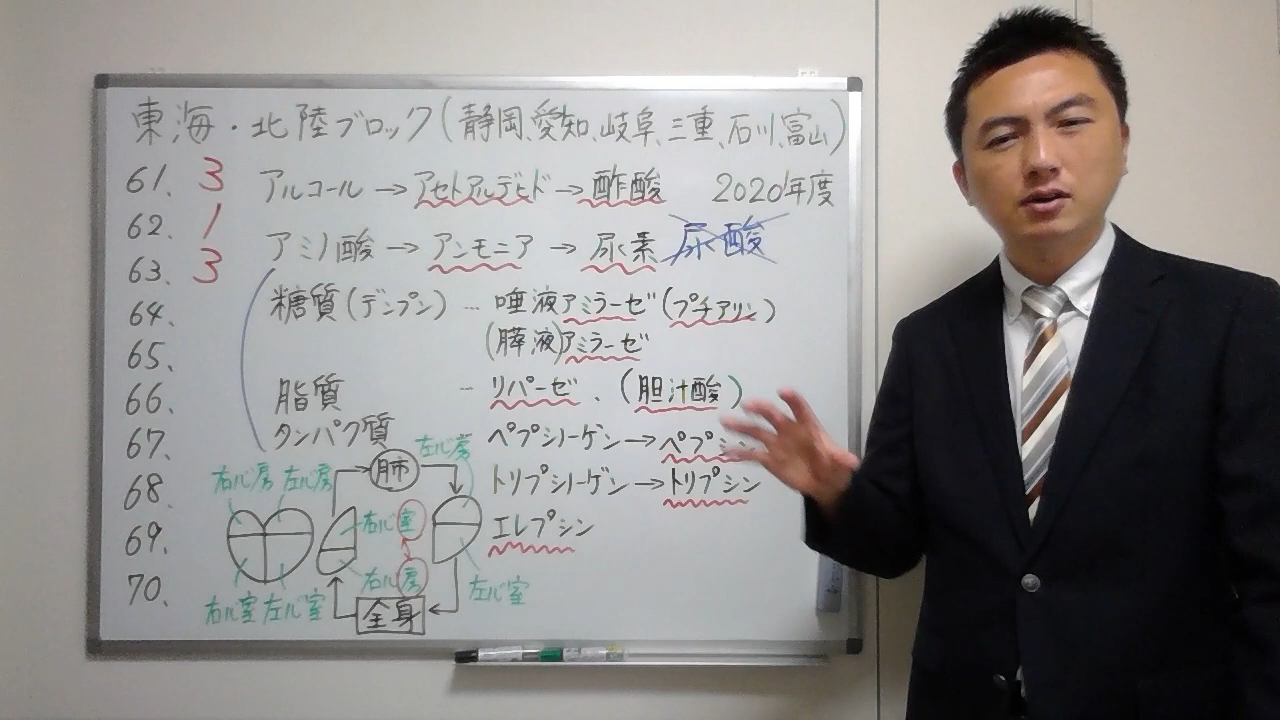 東海・北陸ブロック(静岡、愛知、岐阜、三重、石川、富山)
61. 3 アルコール→アセトアルデヒド→酢酸 2020年度
62. 1
アミノ酸→アンモニア→尿素 尿酸
63. 3
64. 糖質(デンプン)…唾液アミラーゼ(プチアリン)
65. (膵液)アミラーゼ
66. 脂質 … リパーゼ、(胆汁酸)
67. タンパク質 ペプシノーゲン→ペプシン
左心房
肺
68. トリプシノーゲン→トリプシン
右心房 左心房
右心室
69. エレプシン
右心房
左心室
70.
右心室 左心室
全身